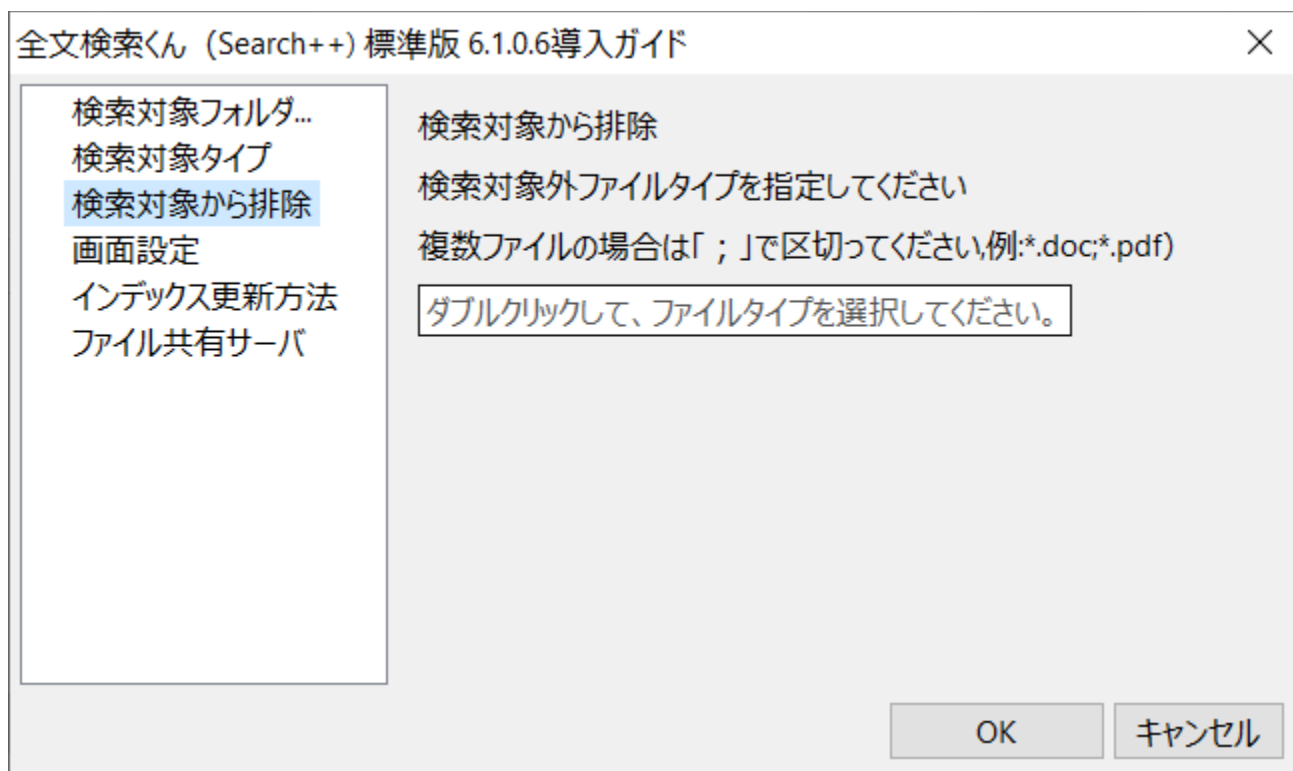 全文検索くん（Search++) 標準版 6.1.0.6導入ガイド
検索対象フォルダ...
検索対象タイプ
検索対象から排除
画面設定
インデックス更新方法
ファイル共有サーバ
検索対象から排除
検索対象外ファイルタイプを指定してください
複数ファイルの場合は「；」で区切ってください,例:*.doc;*.pdf）
ダブルクリックして、ファイルタイプを選択してください。
OK
キャンセル